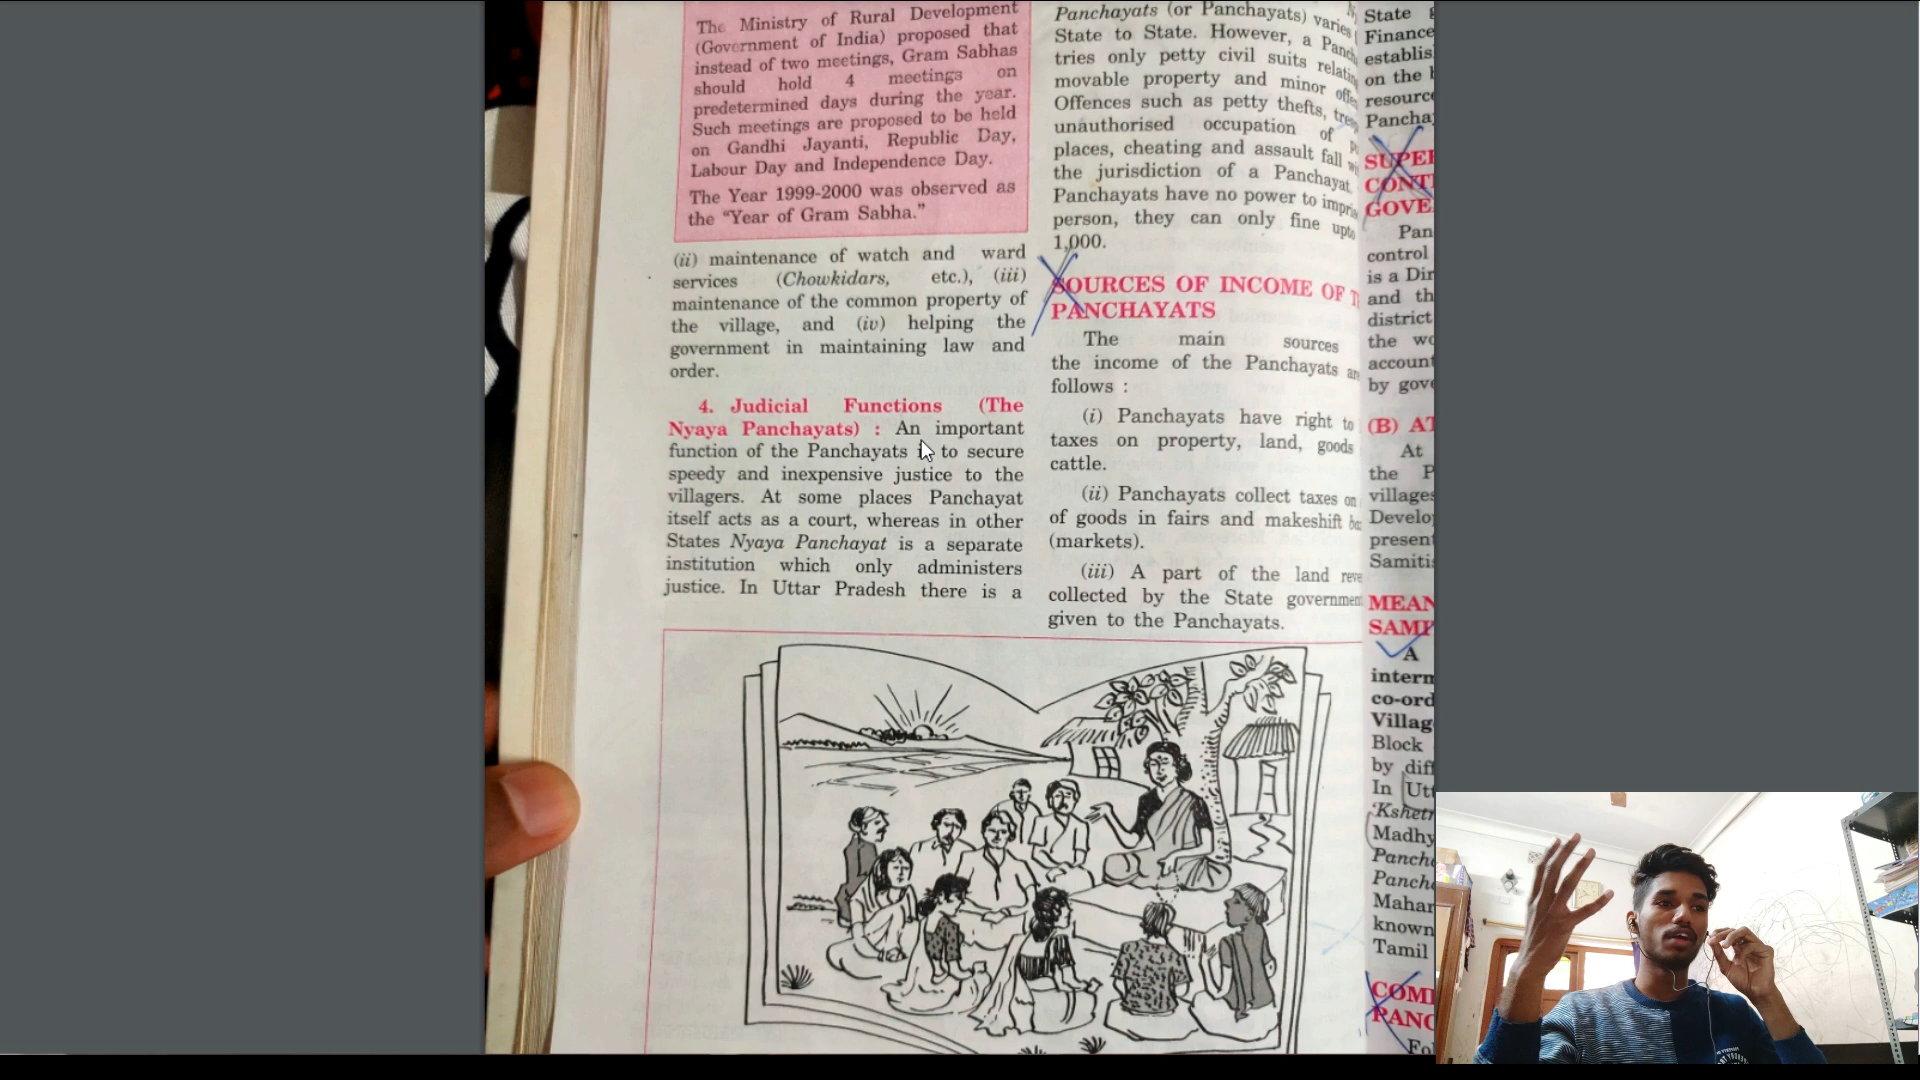 The Ministry of Rural Development
(Government of India) proposed that
instead of two meetings, Gram Sabhas
should hold 4 meetings on
predetermined days during the year.
Such meetings are proposed to be held
on Gandhi Jayanti, Republic Day,
Labour Day and Independence Day.
The Year 1999-2000 was observed as
the “Year of Gram Sabha.”
(ii) maintenance of watch and ward
services (Chowkidars, etc.), (iii)
maintenance of the common property of
the village, and (iv) helping the
government in maintaining law and
order.
4. Judicial Functions (The
Nyaya Panchayats) : An important
function of the Panchayats to secure
speedy and inexpensive justice to the
villagers. At some places Panchayat
itself acts as a court, whereas in other
States Nyaya Panchayat is a separate
institution which only administers
justice. In Uttar Pradesh there is a
Panchayats (or Panchayats) varies
State to State. However, a
tries only petty civil suits
movable property and minor
Offences such as petty thefts,
unauthorised occupation of
places, cheating and assault fall
the jurisdiction of a Panchayat.
Panchayats have no power to
person, they can only fine upto
1,000.
SOURCES OF INCOME OF
PANCHAYATS
The main sources
the income of the Panchayats
follows :
(i) Panchayats have right to
taxes on property, land, goods
cattle.
(ii) Panchayats collect taxes on
of goods in fairs and makeshift
(markets).
(iii) A part of the land
collected by the State
given to the Panchayats.
State
Finance
on the
GOVE
control
is a Dir
and th
district
the
account
by
(B)
At
the
villages
present
MEAN
A
Block
by
In
known
Tamil